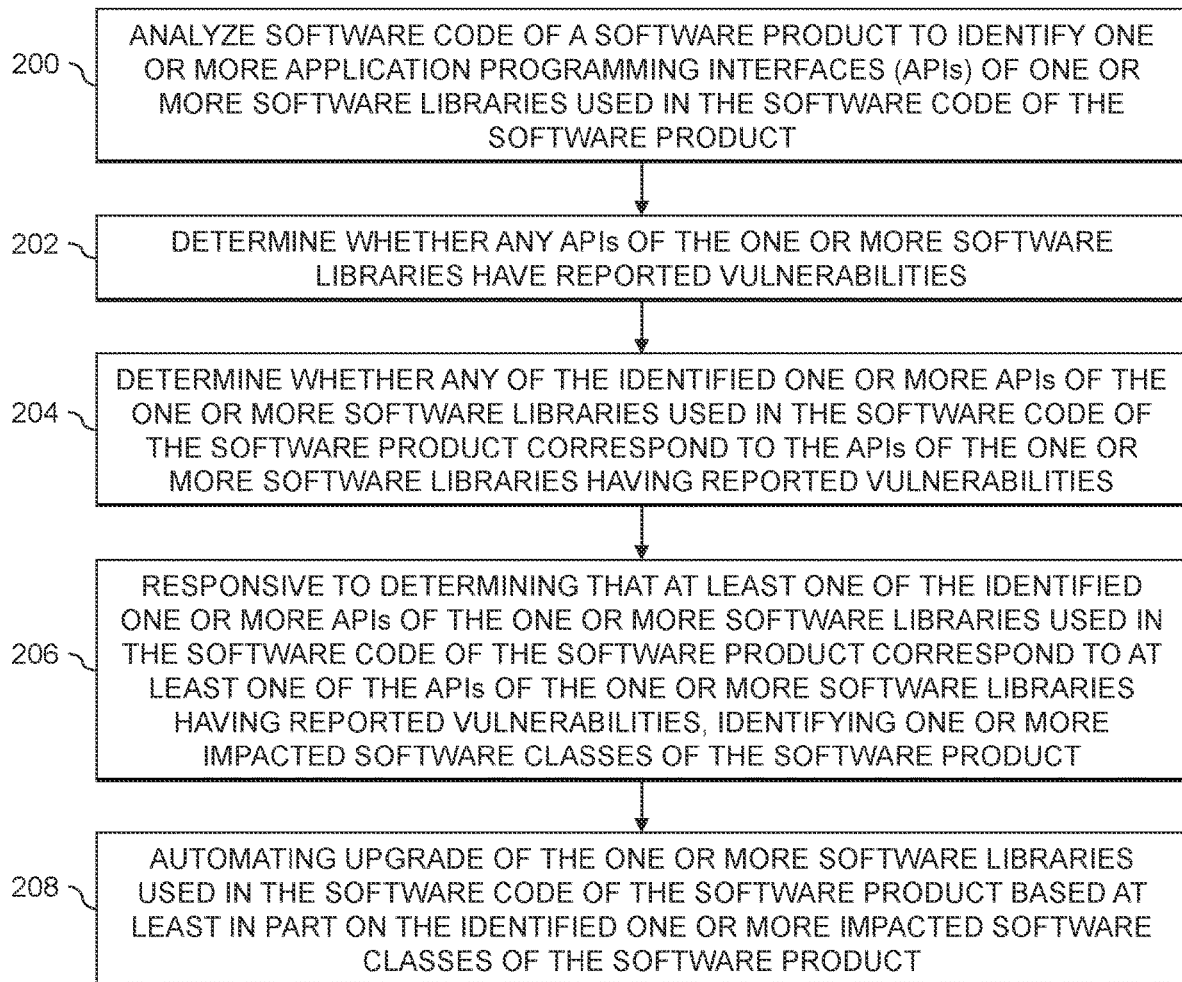 200
ANALYZE SOFTWARE CODE OF A SOFTWARE PRODUCT TO IDENTIFY ONE
OR MORE APPLICATION PROGRAMMING INTERFACES (APIs) OF ONE OR
MORE SOFTWARE LIBRARIES USED IN THE SOFTWARE CODE OF THE
SOFTWARE PRODUCT
202
DETERMINE WHETHER ANY APIs OF THE ONE OR MORE SOFTWARE
LIBRARIES HAVE REPORTED VULNERABILITIES
204
DETERMINE WHETHER ANY OF THE IDENTIFIED ONE OR MORE APIs OF THE
ONE OR MORE SOFTWARE LIBRARIES USED IN THE SOFTWARE CODE OF
THE SOFTWARE PRODUCT CORRESPOND TO THE APIs OF THE ONE OR
MORE SOFTWARE LIBRARIES HAVING REPORTED VULNERABILITIES
206
RESPONSIVE TO DETERMINING THAT AT LEAST ONE OF THE IDENTIFIED
ONE OR MORE APIs OF THE ONE OR MORE SOFTWARE LIBRARIES USED IN
THE SOFTWARE CODE OF THE SOFTWARE PRODUCT CORRESPOND TO AT
LEAST ONE OF THE APIs OF THE ONE OR MORE SOFTWARE LIBRARIES
HAVING REPORTED VULNERABILITIES, IDENTIFYING ONE OR MORE
IMPACTED SOFTWARE CLASSES OF THE SOFTWARE PRODUCT
208
AUTOMATING UPGRADE OF THE ONE OR MORE SOFTWARE LIBRARIES
USED IN THE SOFTWARE CODE OF THE SOFTWARE PRODUCT BASED AT
LEAST IN PART ON THE IDENTIFIED ONE OR MORE IMPACTED SOFTWARE
CLASSES OF THE SOFTWARE PRODUCT